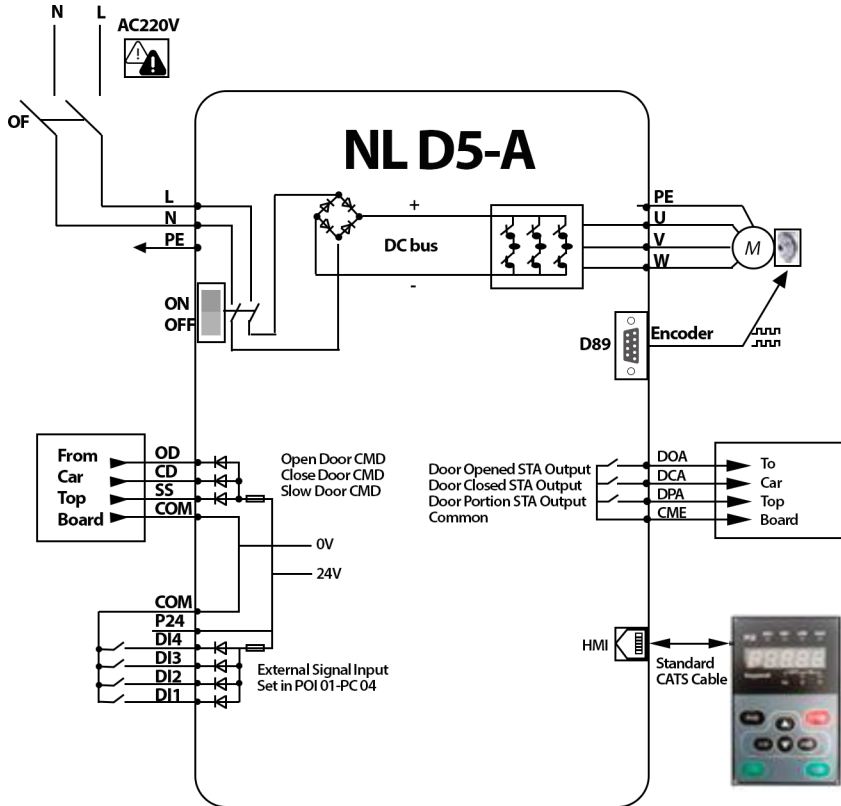 N L
AC220V
OF
NL D5-A
L
N
PE
+
DC bus
-
PE
U
V
W
M
ON
OFF
D89
Encoder
From
Car
Top
Board
OD
CD
SS
COM
Open Door CMD
Close Door CMD
Slow Door CMD
Door Opened STA Output
Door Closed STA Output
Door Portion STA Output
Common
DOA
DCA
DPA
CME
To
Car
Top
Board
0V
24V
COM
P24
DI4
DI3
DI2
DI1
External Signal Input
Set in POI 01-PC 04
HMI
Standard
CATS Cable